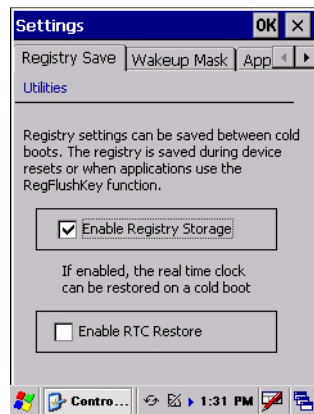 Settings OK
Registry Save Wakeup Mask App
Utilities
Registry settings can be saved between cold
boots. The registry is saved during device
resets or when applications use the
RegFlushKey function.
Enable Registry Storage
If enabled, the real time clock
can be restored on a cold boot
Enable RTC Restore
Contro... 1:31 PM